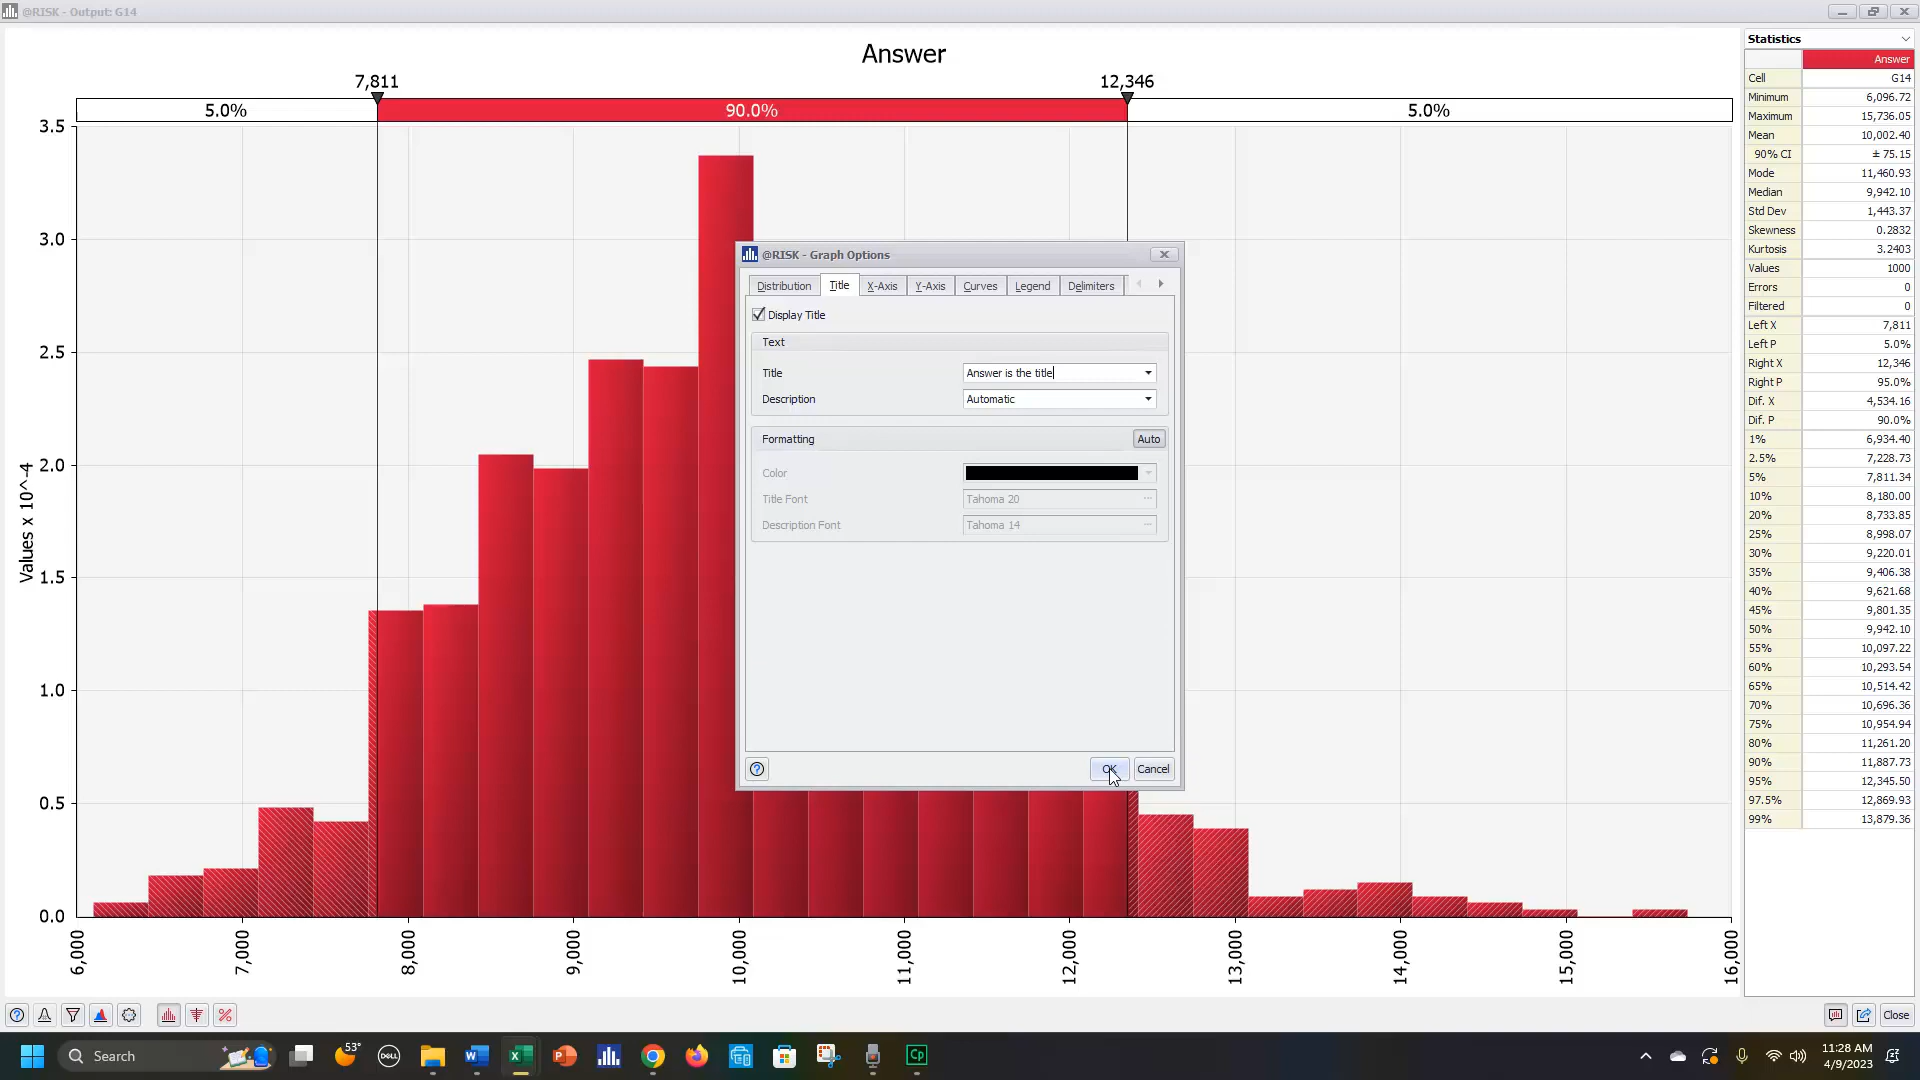 @RISK - Output: G14
Answer
7,811
12,346
5.0%
90.0%
5.0%
3.5
3.0
2.5
2.0
1.5
1.0
0.5
0.0
Values x 10^-4
6,000
7,000
8,000
9,000
10,000
11,000
12,000
13,000
14,000
15,000
16,000
@RISK - Graph Options
Distribution Title X-Axis Y-Axis Curves Legend Delimiters
Display Title
Text
Title Answer is the title
Description Automatic
Formatting Auto
Color
Title Font Tahoma 20
Description Font Tahoma 14
OK Cancel
Statistics
Answer
Cell G14
Minimum 6,096.72
Maximum 15,736.05
Mean 10,002.40
90% CI ± 75.15
Mode 11,460.93
Median 9,942.10
Std Dev 1,443.37
Skewness 0.2832
Kurtosis 3.2403
Values 1000
Errors 0
Filtered 0
Left X 7,811
Left P 5.0%
Right X 12,346
Right P 95.0%
Dif. X 4,534.16
Dif. P 90.0%
1% 6,934.40
2.5% 7,228.73
5% 7,811.34
10% 8,180.00
20% 8,733.85
25% 8,998.07
30% 9,220.01
35% 9,406.38
40% 9,621.68
45% 9,801.35
50% 9,942.10
55% 10,097.22
60% 10,293.54
65% 10,514.42
70% 10,696.36
75% 10,954.94
80% 11,261.20
90% 11,887.73
95% 12,345.50
97.5% 12,869.93
99% 13,879.36
Close
Search
53°
DELL
Cp
11:28 AM
4/9/2023